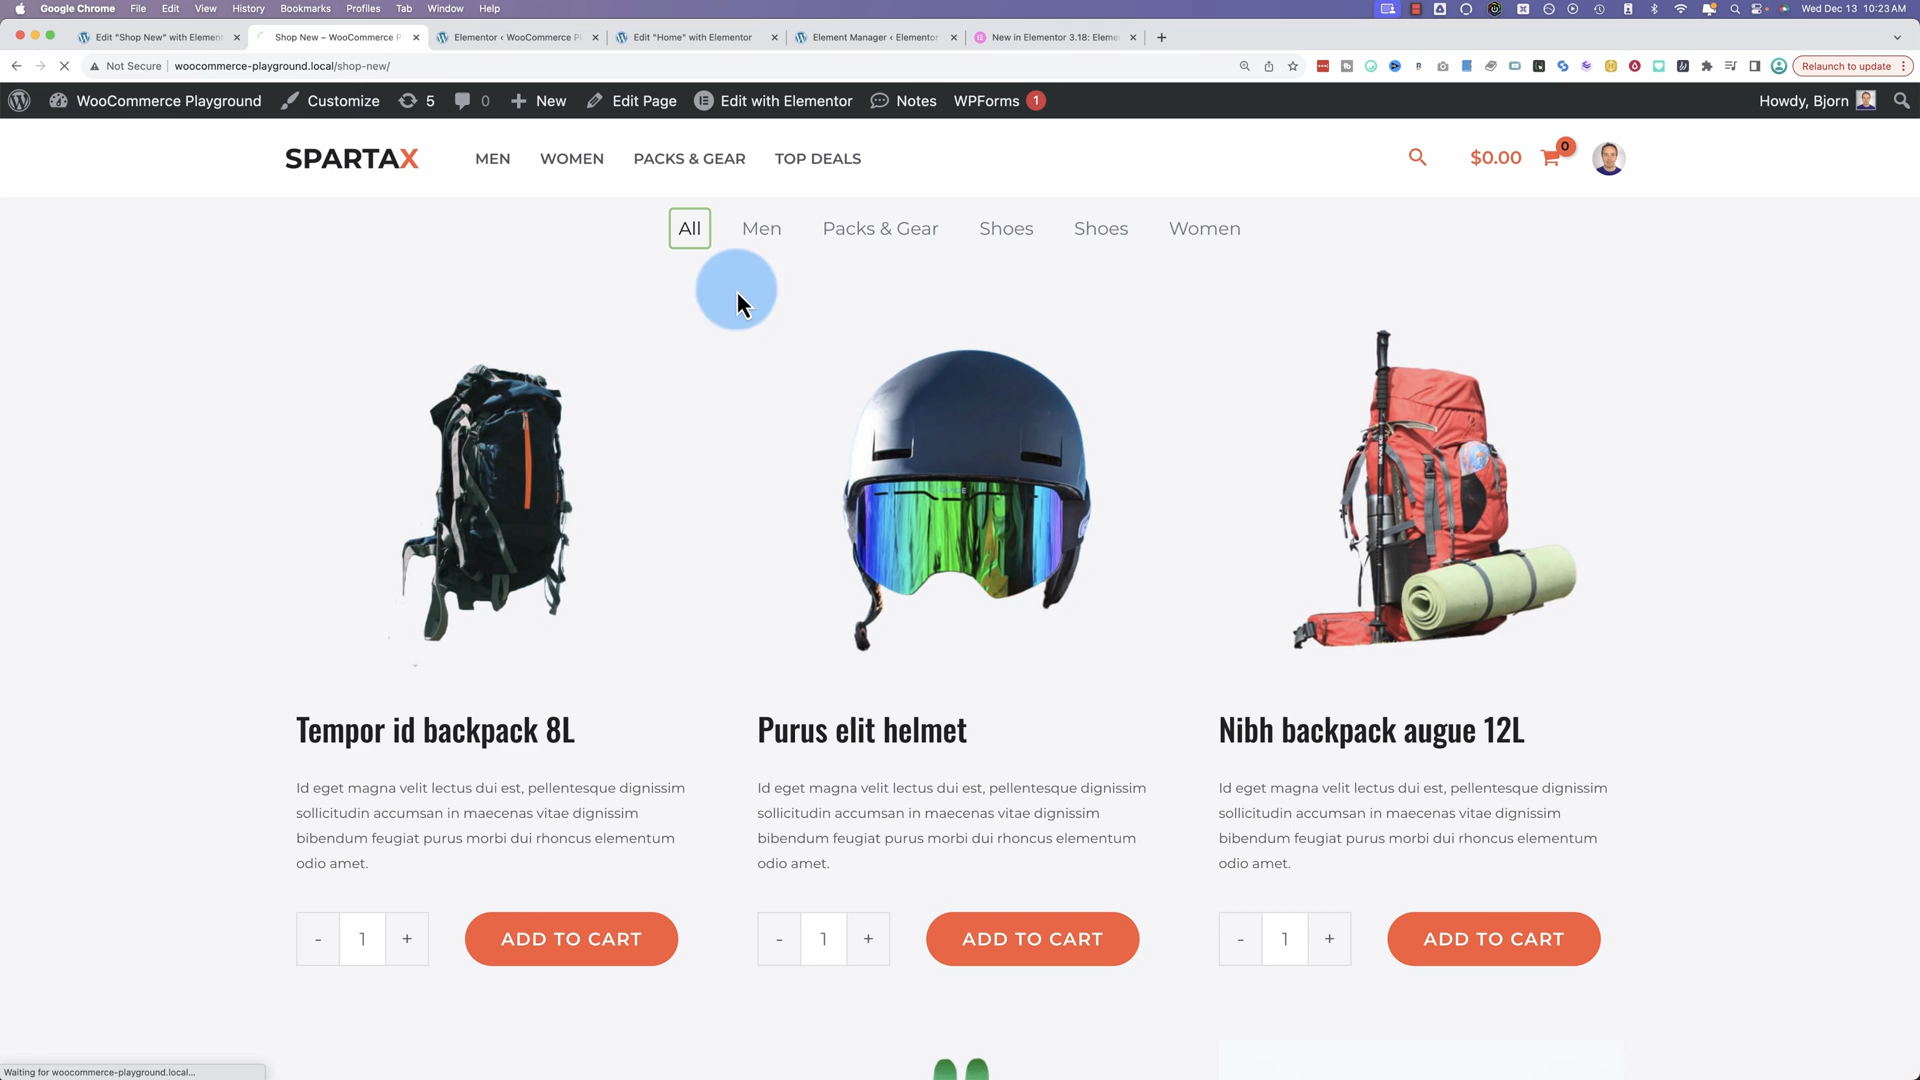 Google Chrome File Edit View History Bookmarks Profiles Tab Window Help Wed Dec 13 10:23 AM
Edit "Shop New" with Element Shop New – WooCommerce P Elementor ‹ WooCommerce P Edit "Home" with Elementor Element Manager ‹ Elementor New in Elementor 3.18: Eleme
Not Secure woocommerce-playground.local/shop-new/ Relaunch to update
WooCommerce Playground Customize 5 0 New Edit Page Edit with Elementor Notes WPForms 1 Howdy, Bjorn
SPARTAX MEN WOMEN PACKS & GEAR TOP DEALS $0.00 0
All Men Packs & Gear Shoes Shoes Women
Tempor id backpack 8L
Id eget magna velit lectus dui est, pellentesque dignissim
sollicitudin accumsan in maecenas vitae dignissim
bibendum feugiat purus morbi dui rhoncus elementum
odio amet.
- 1 + ADD TO CART
Purus elit helmet
Id eget magna velit lectus dui est, pellentesque dignissim
sollicitudin accumsan in maecenas vitae dignissim
bibendum feugiat purus morbi dui rhoncus elementum
odio amet.
- 1 + ADD TO CART
Nibh backpack augue 12L
Id eget magna velit lectus dui est, pellentesque dignissim
sollicitudin accumsan in maecenas vitae dignissim
bibendum feugiat purus morbi dui rhoncus elementum
odio amet.
- 1 + ADD TO CART
Waiting for woocommerce-playground.local...